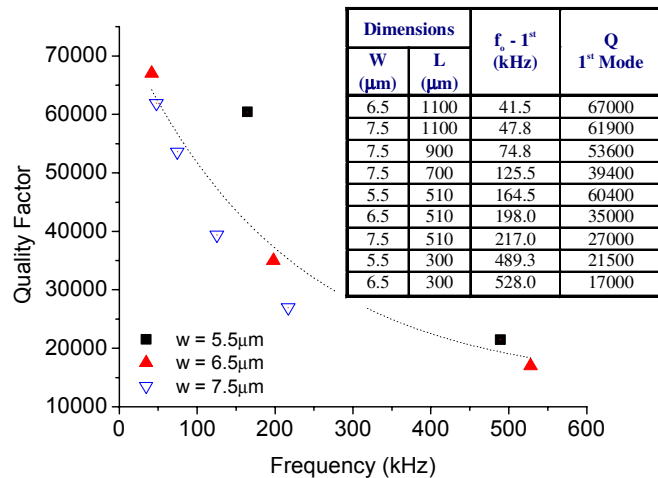 70000
60000
50000
40000
30000
20000
10000
Quality Factor
0 100 200 300 400 500 600
Frequency (kHz)
w = 5.5μm
w = 6.5μm
w = 7.5μm
Dimensions
W (μm) L (μm) fo - 1st (kHz) Q 1st Mode
6.5 1100 41.5 67000
7.5 1100 47.8 61900
7.5 900 74.8 53600
7.5 700 125.5 39400
5.5 510 164.5 60400
6.5 510 198.0 35000
7.5 510 217.0 27000
5.5 300 489.3 21500
6.5 300 528.0 17000